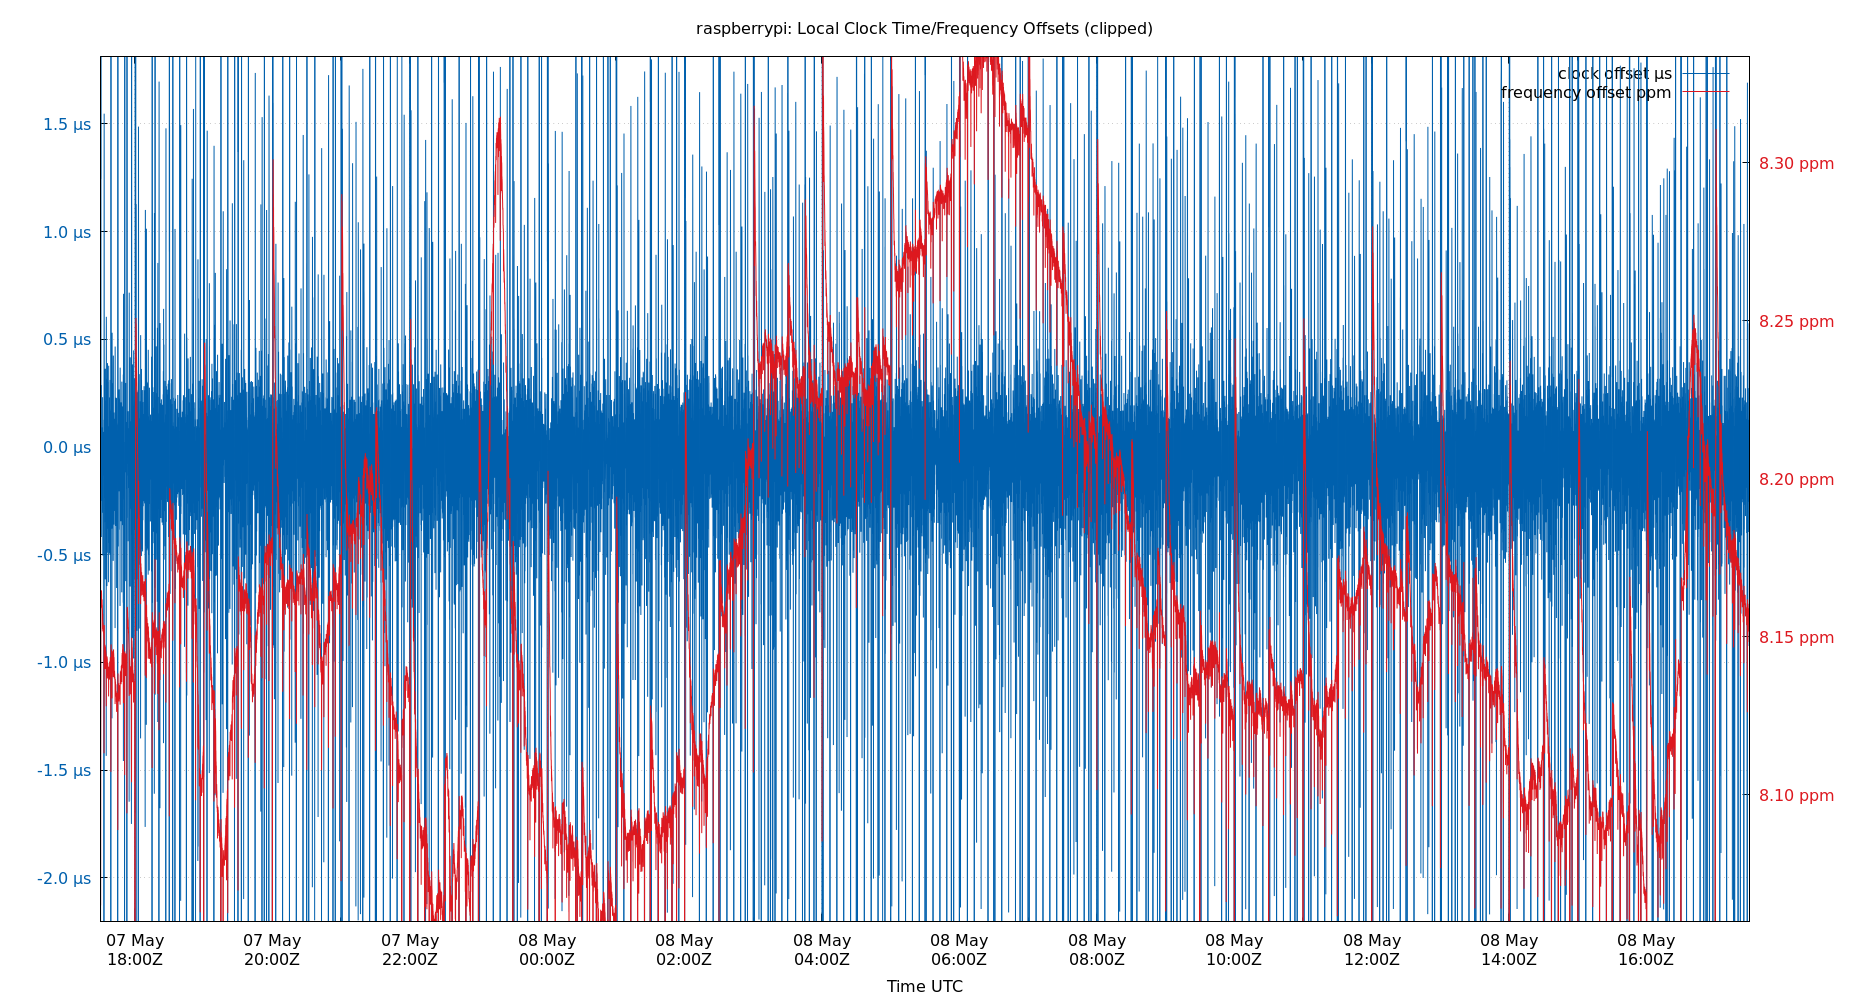 raspberrypi: Local Clock Time/Frequency Offsets (clipped)
clock offset µs
frequency offset ppm
1.5 µs
1.0 µs
0.5 µs
0.0 µs
-0.5 µs
-1.0 µs
-1.5 µs
-2.0 µs
8.30 ppm
8.25 ppm
8.20 ppm
8.15 ppm
8.10 ppm
07 May
18:00Z
07 May
20:00Z
07 May
22:00Z
08 May
00:00Z
08 May
02:00Z
08 May
04:00Z
08 May
06:00Z
08 May
08:00Z
08 May
10:00Z
08 May
12:00Z
08 May
14:00Z
08 May
16:00Z
Time UTC